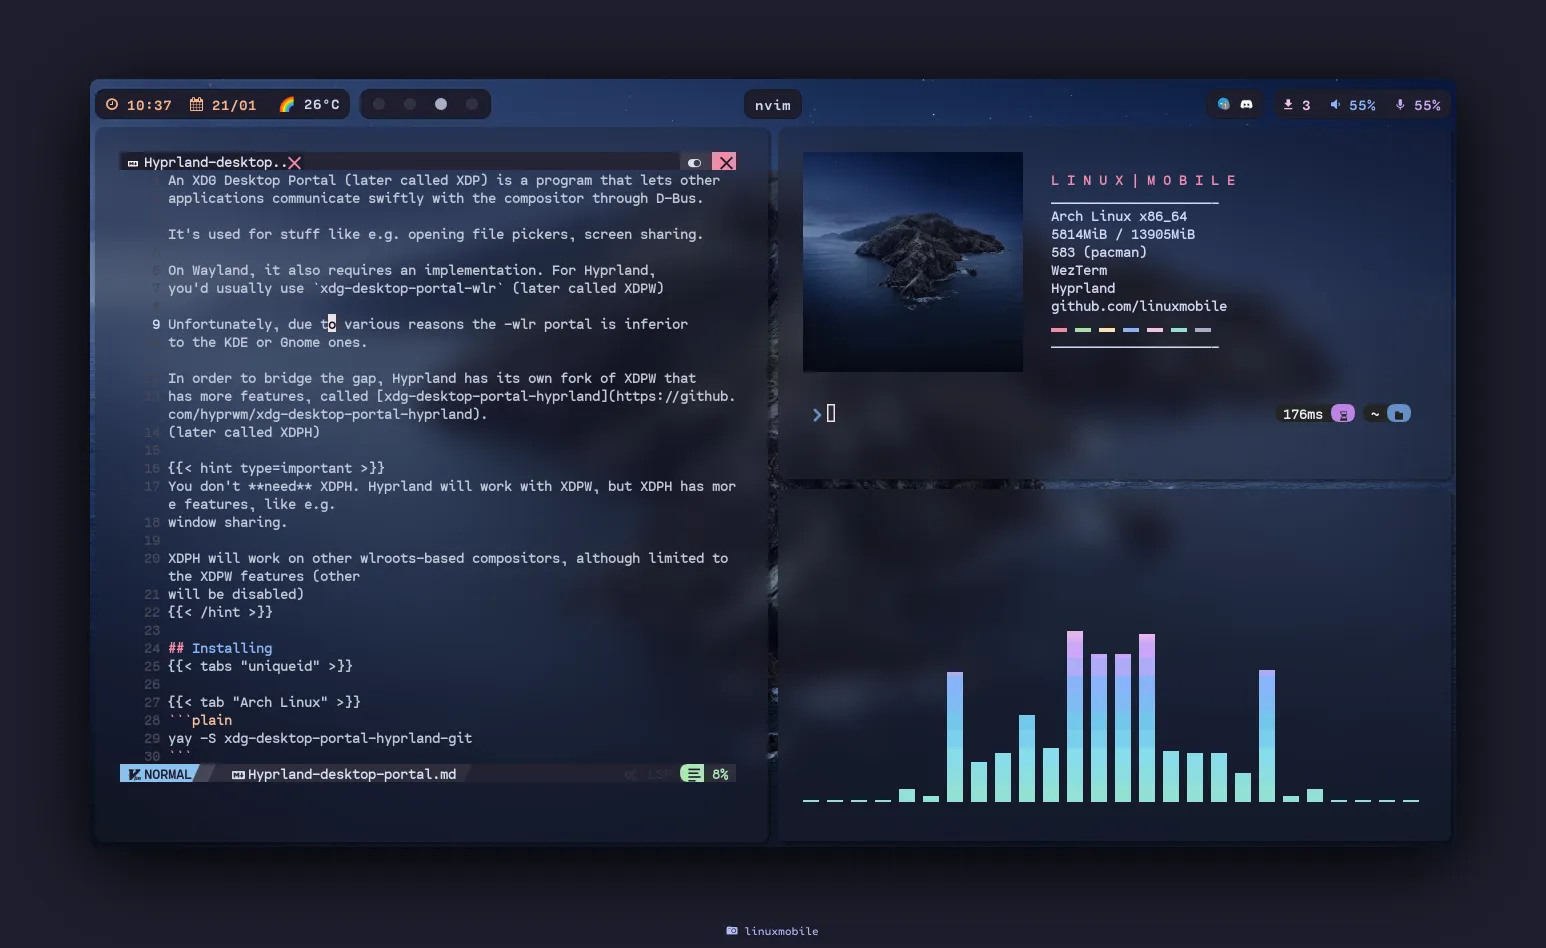 10:37 21/01 26°C
nvim
3 55% 55%
Hyprland-desktop..
An XDG Desktop Portal (later called XDP) is a program that lets other
applications communicate swiftly with the compositor through D-Bus.
It's used for stuff like e.g. opening file pickers, screen sharing.
6 On Wayland, it also requires an implementation. For Hyprland,
7 you'd usually use `xdg-desktop-portal-wlr` (later called XDPW)
9 Unfortunately, due to various reasons the -wlr portal is inferior
to the KDE or Gnome ones.
In order to bridge the gap, Hyprland has its own fork of XDPW that
13 has more features, called [xdg-desktop-portal-hyprland](https://github.
com/hyprwm/xdg-desktop-portal-hyprland).
14 (later called XDPH)
15
16 {{< hint type=important >}}
17 You don't **need** XDPH. Hyprland will work with XDPW, but XDPH has mor
e features, like e.g.
18 window sharing.
19
20 XDPH will work on other wlroots-based compositors, although limited to
the XDPW features (other
21 will be disabled)
22 {{< /hint >}}
23
24 ## Installing
25 {{< tabs "uniqueid" >}}
26
27 {{< tab "Arch Linux" >}}
28 ```plain
29 yay -S xdg-desktop-portal-hyprland-git
30 ```
NORMAL Hyprland-desktop-portal.md LSP 8%
LINUX|MOBILE
Arch Linux x86_64
5814MiB / 13905MiB
583 (pacman)
WezTerm
Hyprland
github.com/linuxmobile
❯ 176ms ~
linuxmobile